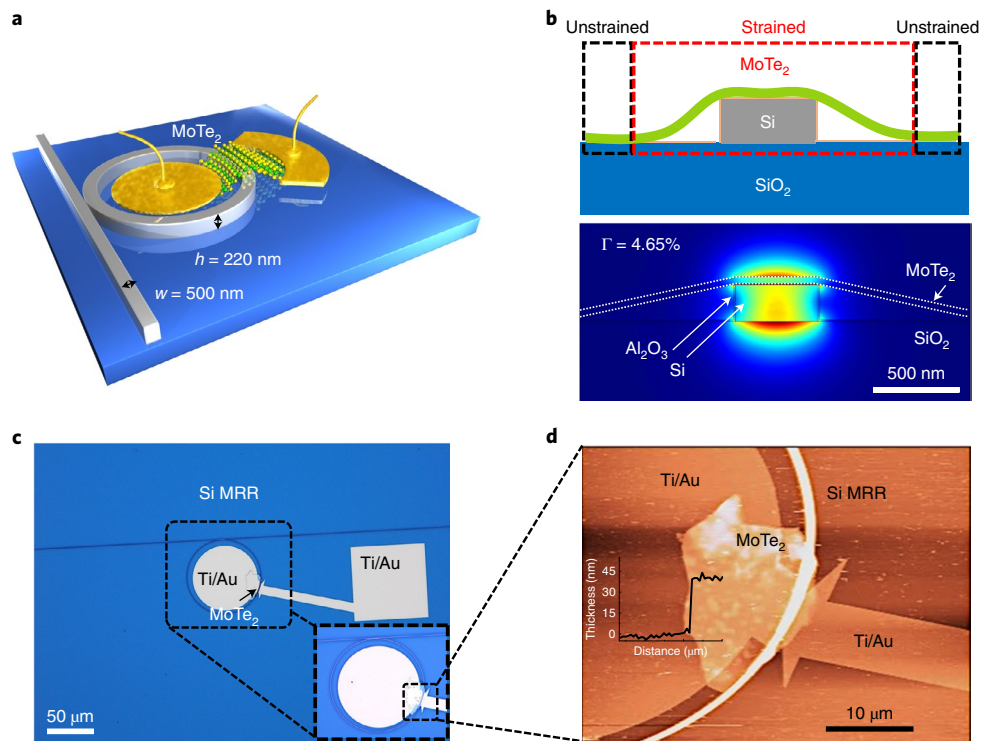 a
MoTe₂
h = 220 nm
w = 500 nm
b
Unstrained
Strained
Unstrained
MoTe₂
Si
SiO₂
Γ = 4.65%
MoTe₂
SiO₂
Al₂O₃
Si
500 nm
c
Si MRR
Ti/Au
Ti/Au
MoTe₂
50 μm
d
Ti/Au
Si MRR
MoTe₂
Thickness (nm)
45
30
15
0
Distance (μm)
Ti/Au
10 μm